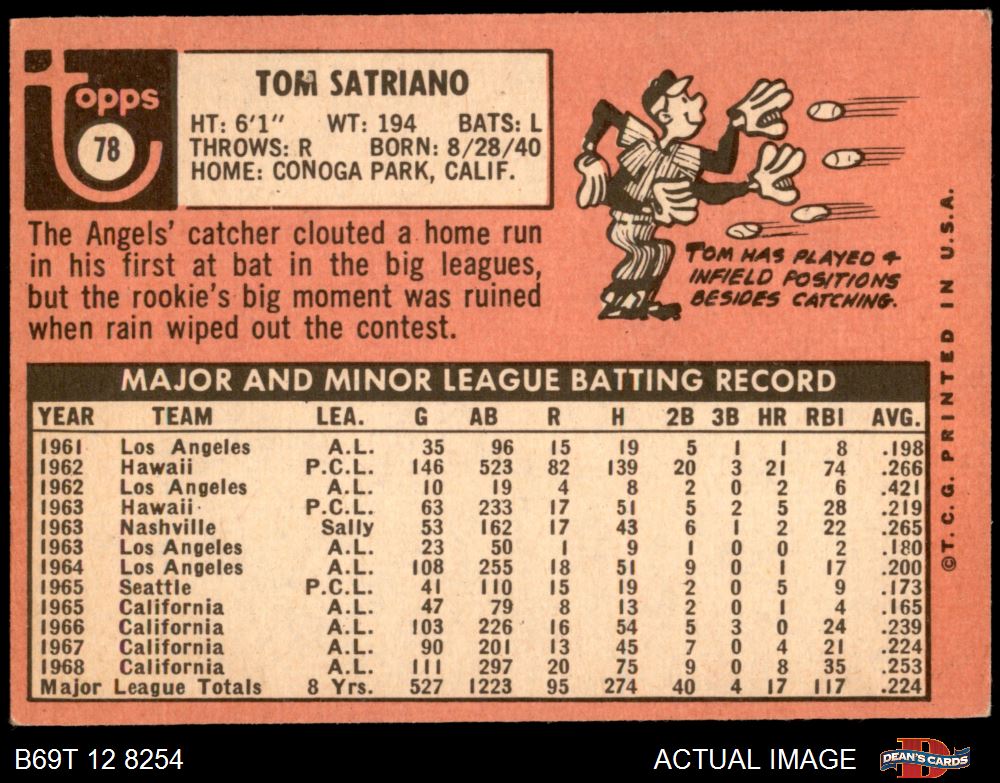 Topps
78
TOM SATRIANO
HT: 6'1" WT: 194 BATS: L
THROWS: R BORN: 8/28/40
HOME: CONOGA PARK, CALIF.
The Angels' catcher clouted a home run
in his first at bat in the big leagues,
but the rookie's big moment was ruined
when rain wiped out the contest.
TOM HAS PLAYED 4
INFIELD POSITIONS
BESIDES CATCHING.
MAJOR AND MINOR LEAGUE BATTING RECORD
YEAR TEAM LEA. G AB R H 2B 3B HR RBI AVG.
1961 Los Angeles A.L. 35 96 15 19 5 1 1 8 .198
1962 Hawaii P.C.L. 146 523 82 139 20 3 21 74 .266
1962 Los Angeles A.L. 10 19 4 8 2 0 2 6 .421
1963 Hawaii P.C.L. 63 233 17 51 5 2 5 28 .219
1963 Nashville Sally 53 162 17 43 6 1 2 22 .265
1963 Los Angeles A.L. 23 50 1 9 1 0 0 2 .180
1964 Los Angeles A.L. 108 255 18 51 9 0 1 17 .200
1965 Seattle P.C.L. 41 110 15 19 2 0 5 9 .173
1965 California A.L. 47 79 8 13 2 0 1 4 .165
1966 California A.L. 103 226 16 54 5 3 0 24 .239
1967 California A.L. 90 201 13 45 7 0 4 21 .224
1968 California A.L. 111 297 20 75 9 0 8 35 .253
Major League Totals 8 Yrs. 527 1223 95 274 40 4 17 117 .224
©T.C.G. PRINTED IN U.S.A.
B69T 12 8254
ACTUAL IMAGE
DEAN'S CARDS